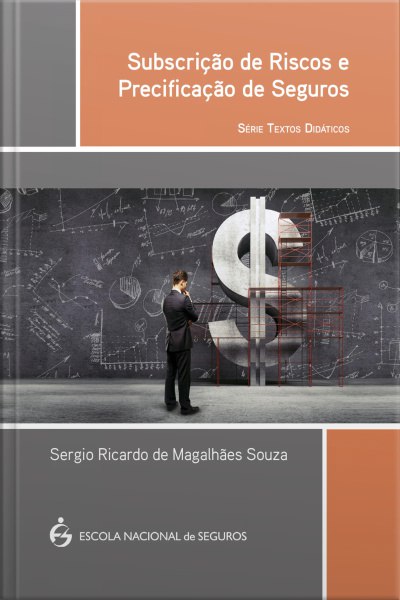 Subscrição de Riscos e
Precificação de Seguros
Série Textos Didáticos
Sergio Ricardo de Magalhães Souza
ESCOLA NACIONAL de SEGUROS